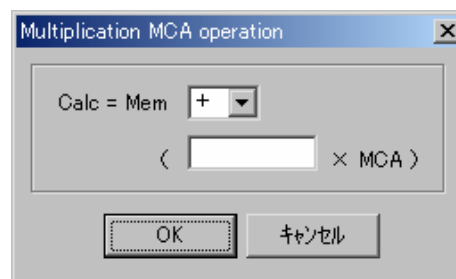 Multiplication MCA operation
Calc = Mem +
( × MCA )
OK ｷｬﾝｾﾙ